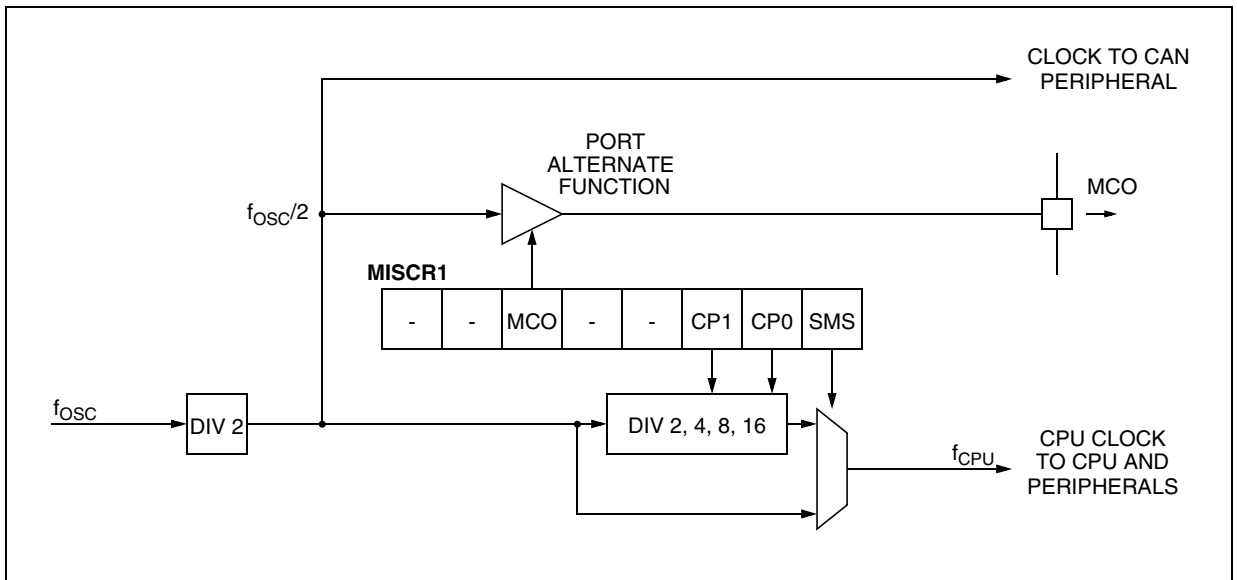 CLOCK TO CAN
PERIPHERAL
PORT
ALTERNATE
FUNCTION
MCO
fOSC/2
MISCR1
- - MCO - - CP1 CP0 SMS
fOSC
DIV 2
DIV 2, 4, 8, 16
fCPU
CPU CLOCK
TO CPU AND
PERIPHERALS